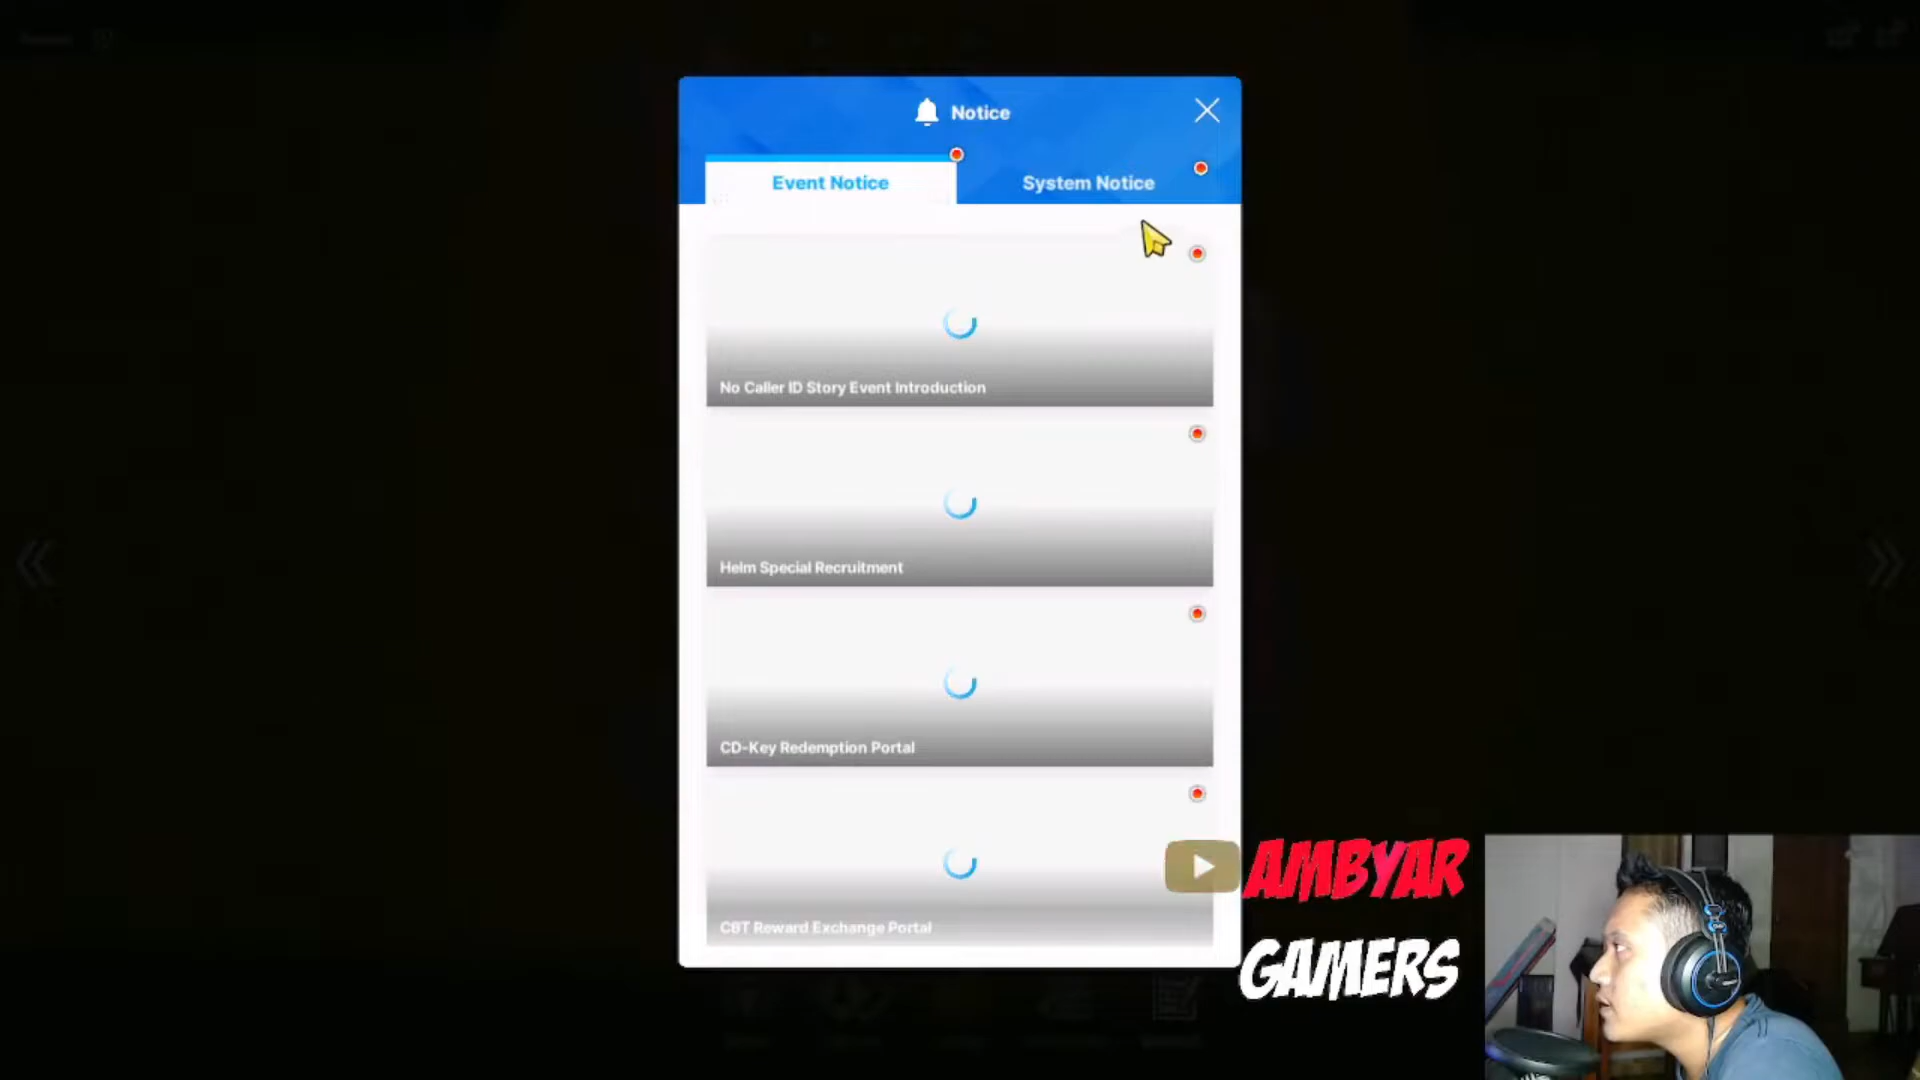 Notice
Event Notice
System Notice
No Caller ID Story Event Introduction
Helm Special Recruitment
CD-Key Redemption Portal
CBT Reward Exchange Portal
AMBYAR
GAMERS